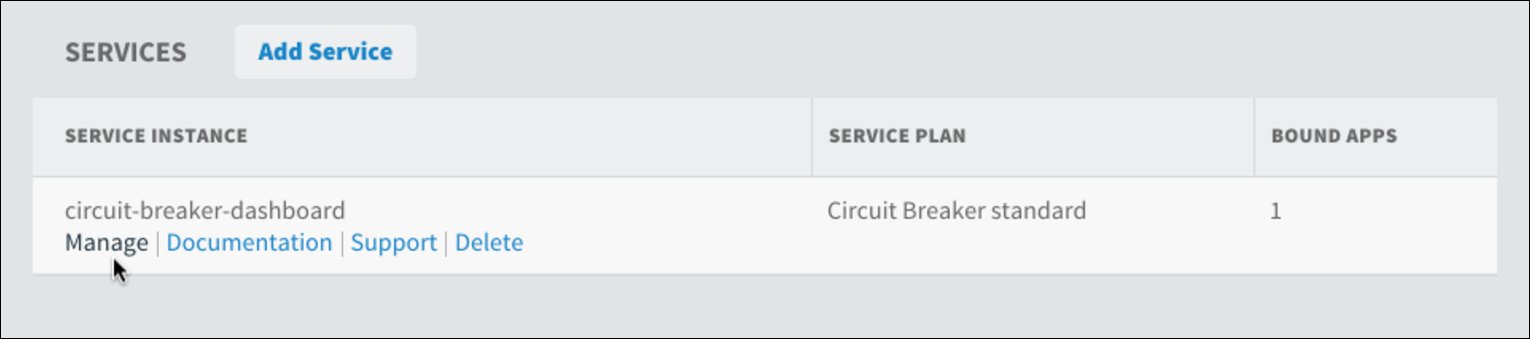 SERVICES Add Service
SERVICE INSTANCE SERVICE PLAN BOUND APPS
circuit-breaker-dashboard Circuit Breaker standard 1
Manage | Documentation | Support | Delete